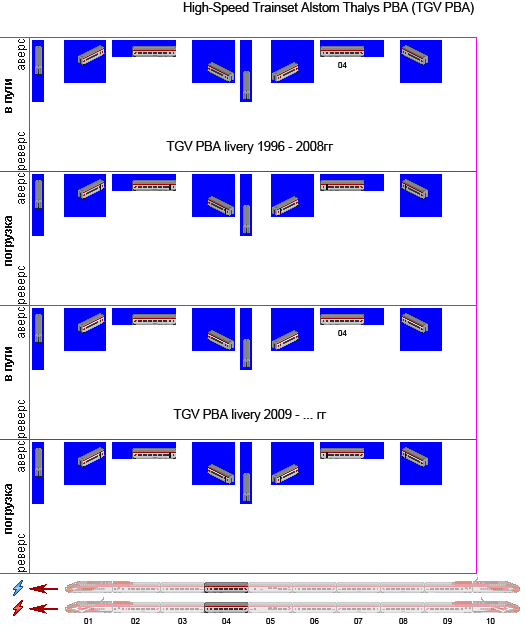 High-Speed Trainset Alstom Thalys PBA (TGV PBA)
аверс
в пути
04
реверс
TGV PBA livery 1996 - 2008гг
аверс
погрузка
реверс
аверс
в пути
04
реверс
TGV PBA livery 2009 - ... гг
аверс
погрузка
реверс
01 02 03 04 05 06 07 08 09 10